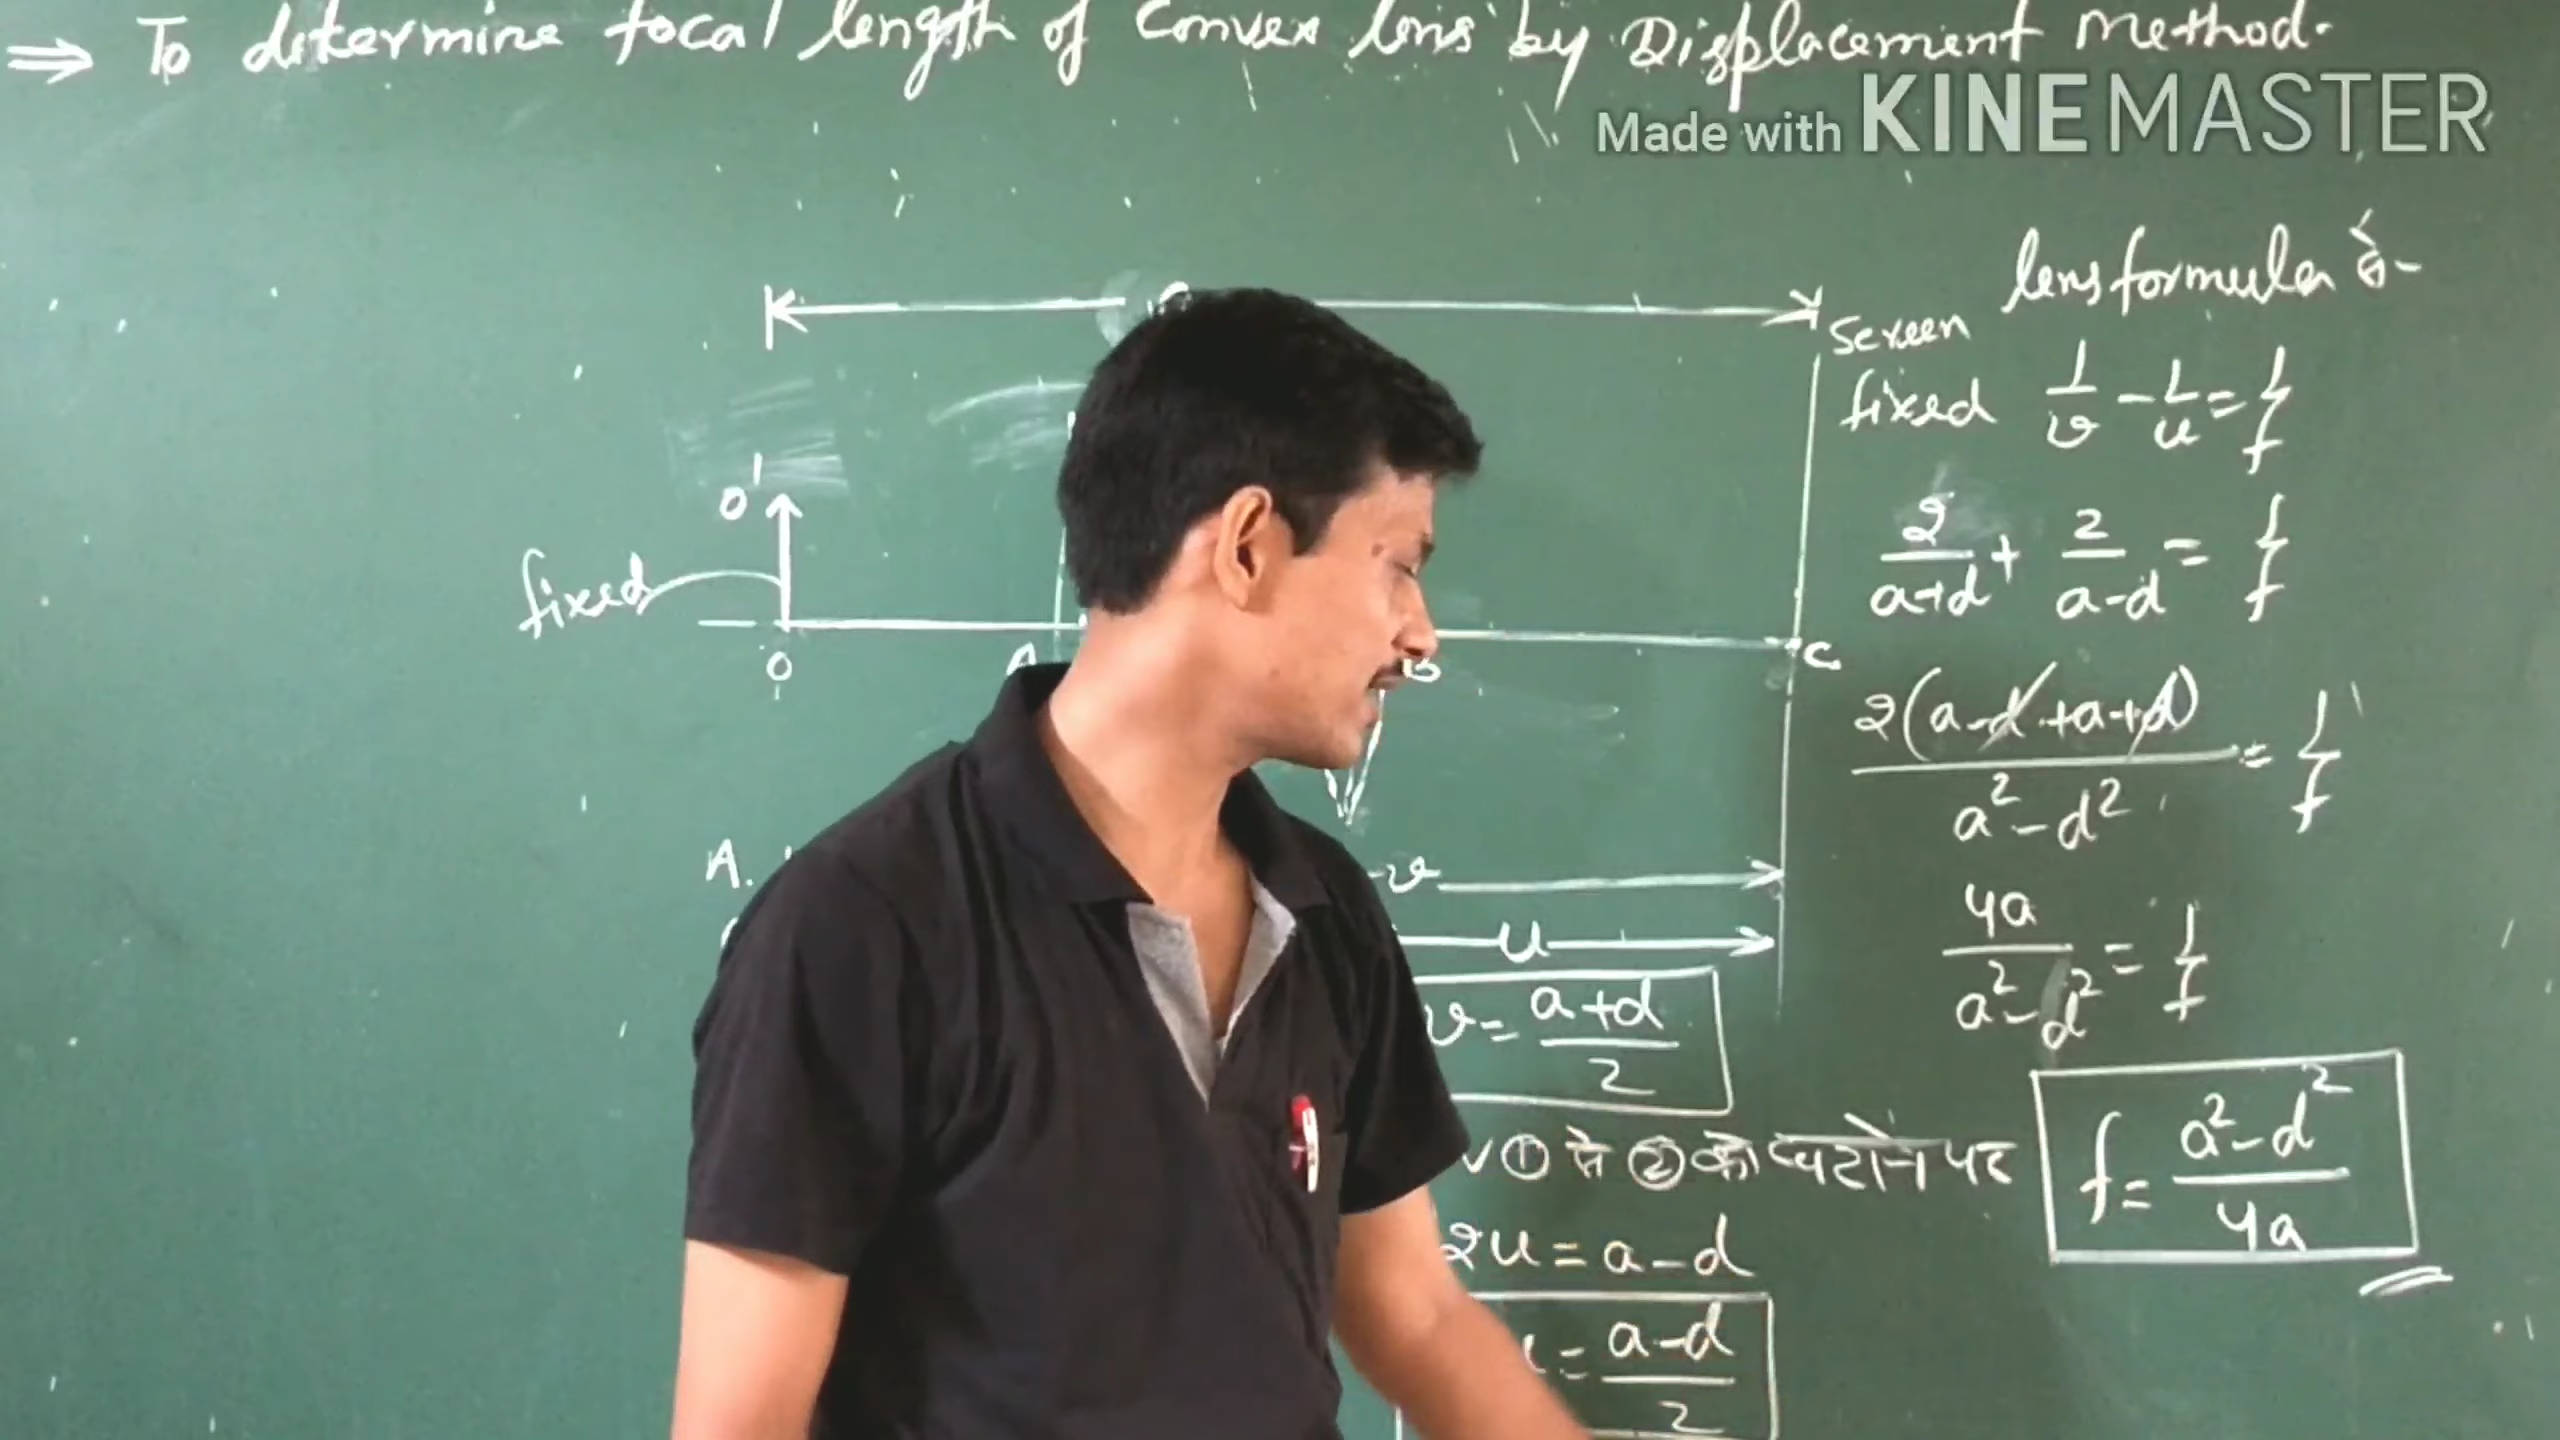 ⇒ To determine focal length of Convex lens by Displacement Method.
Made with KINEMASTER
lens formula से-
Screen
fixed
1/v - 1/u = 1/f
O'
fixed
2/a+d + 2/a-d = 1/f
O A B C
2(a-d+a+d)/a²-d² = 1/f
A.
v
4a/a²-d² = 1/f
u
v = a+d/2
① से ② को घटाने पर
f = a²-d²/4a
2u = a-d
= a-d/2